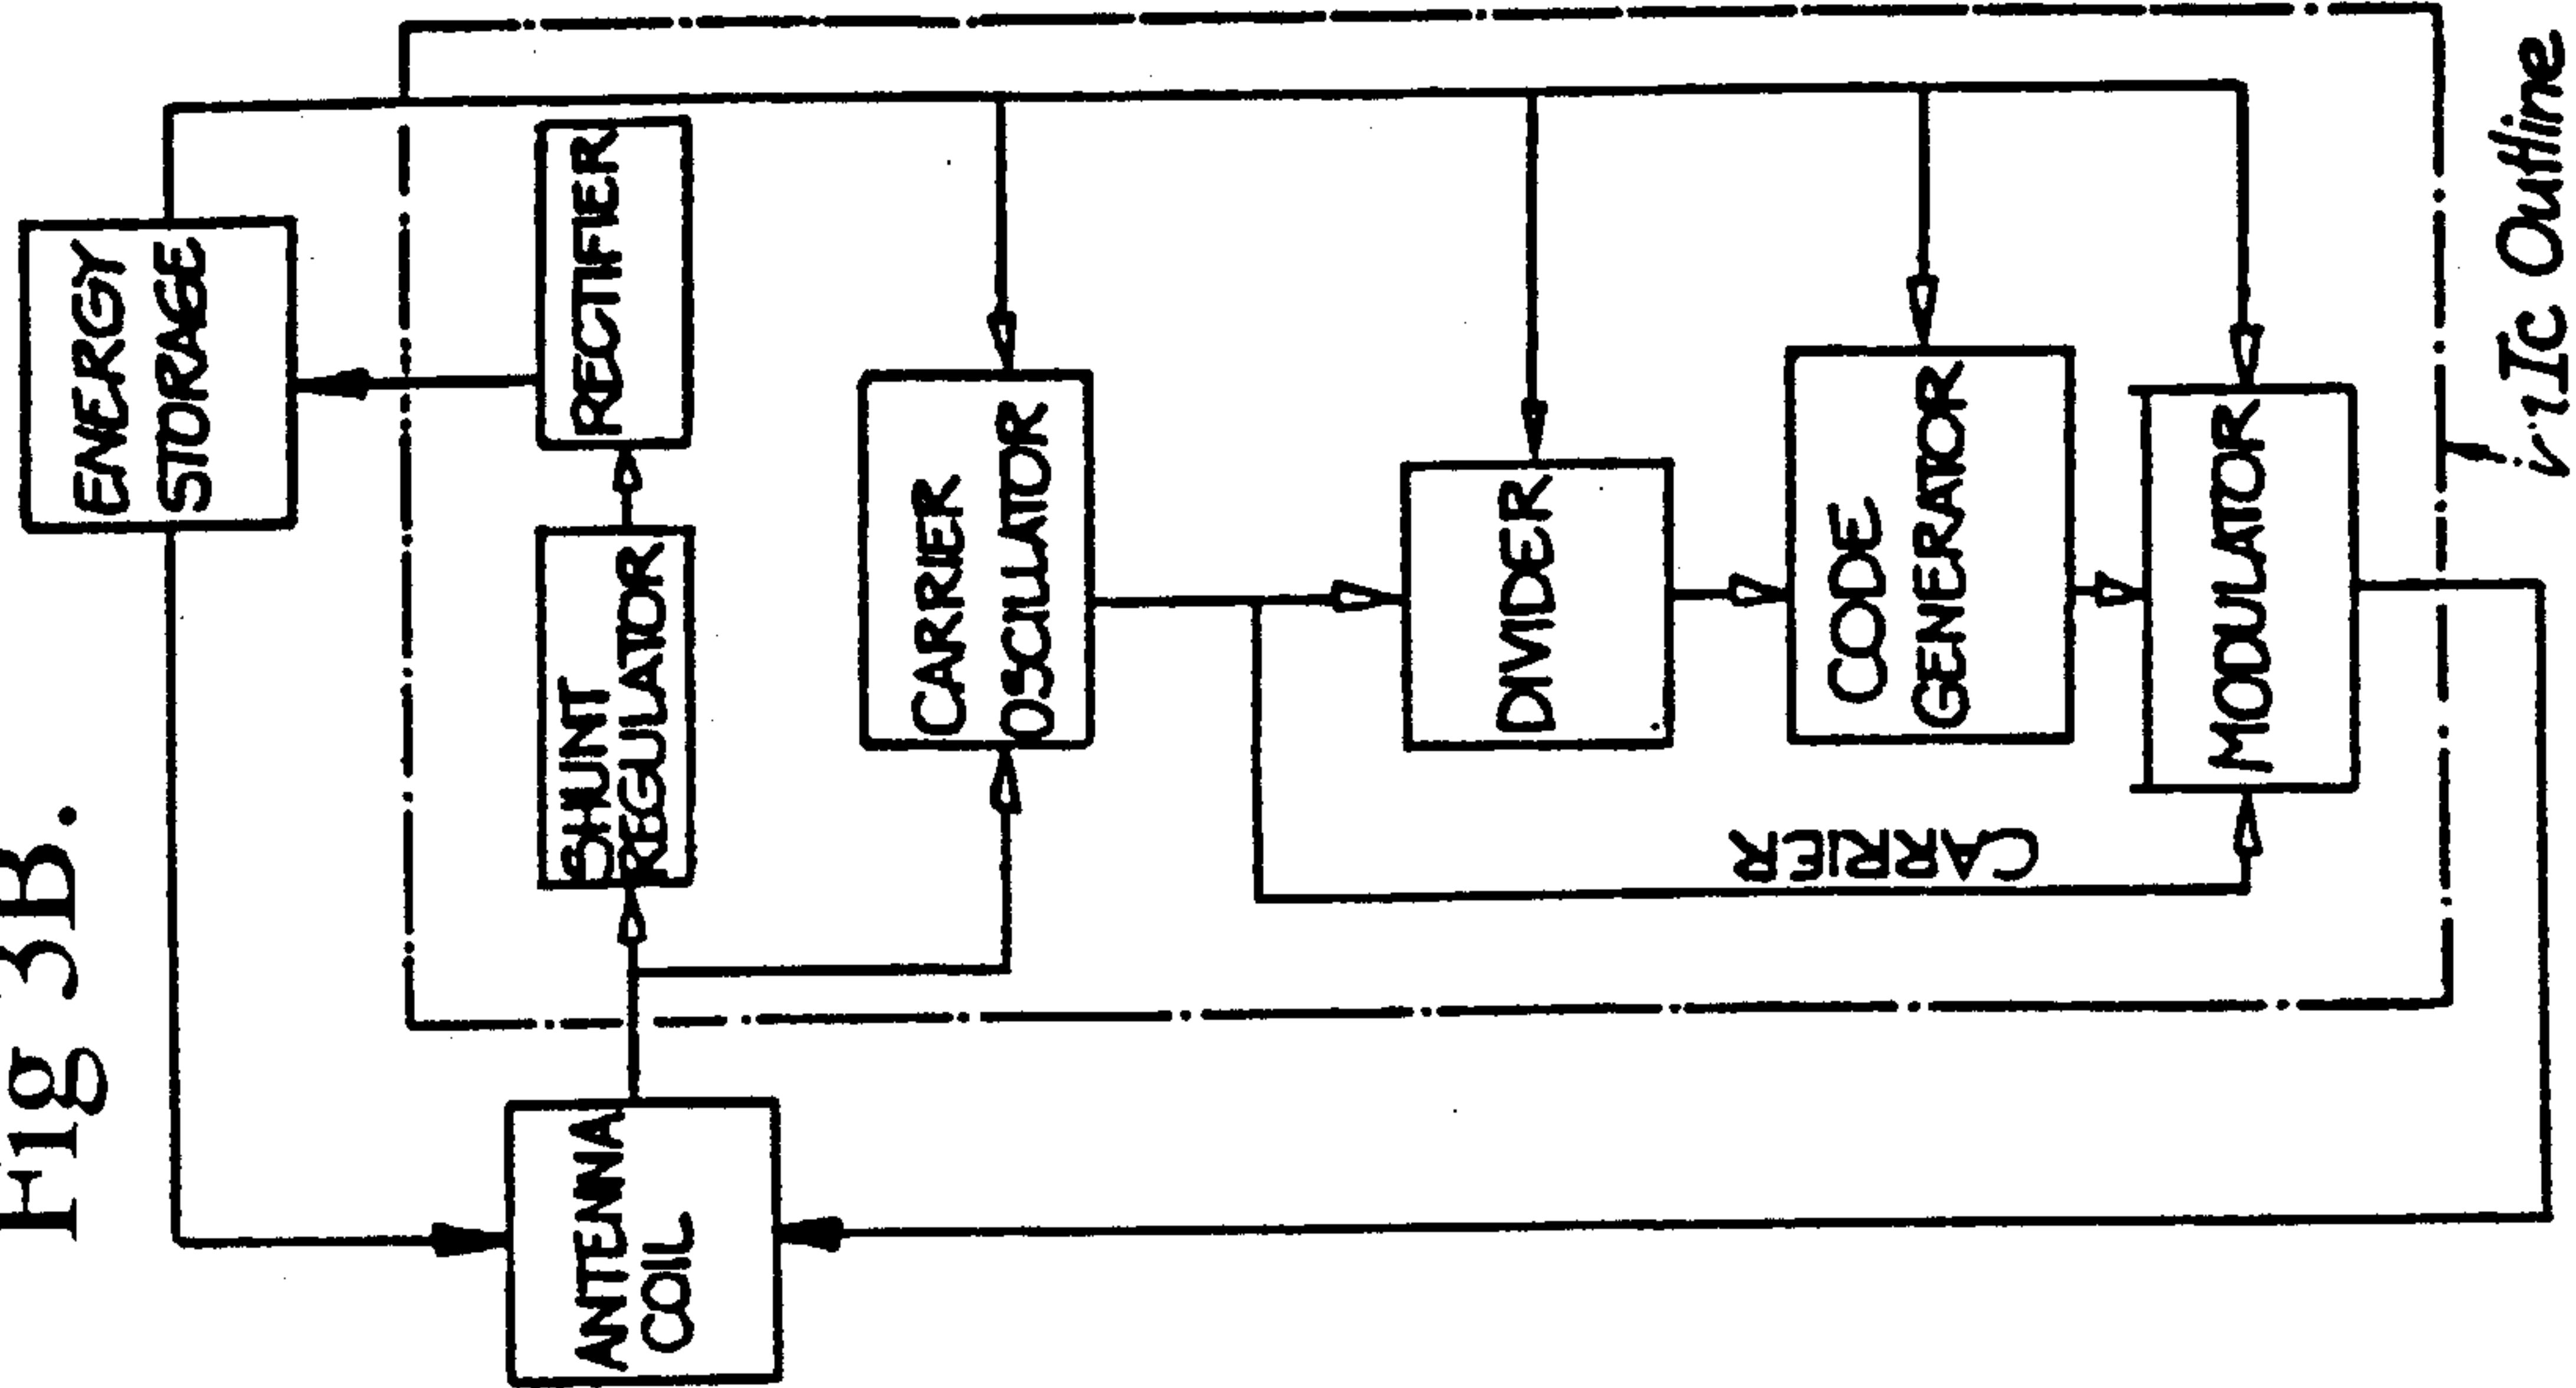 Fig 3B.
ENERGY
STORAGE
RECTIFIER
SHUNT
REGULATOR
ANTENNA
COIL
CARRIER
OSCILLATOR
DIVIDER
CODE
GENERATOR
CARRIER
MODULATOR
Ic Outline